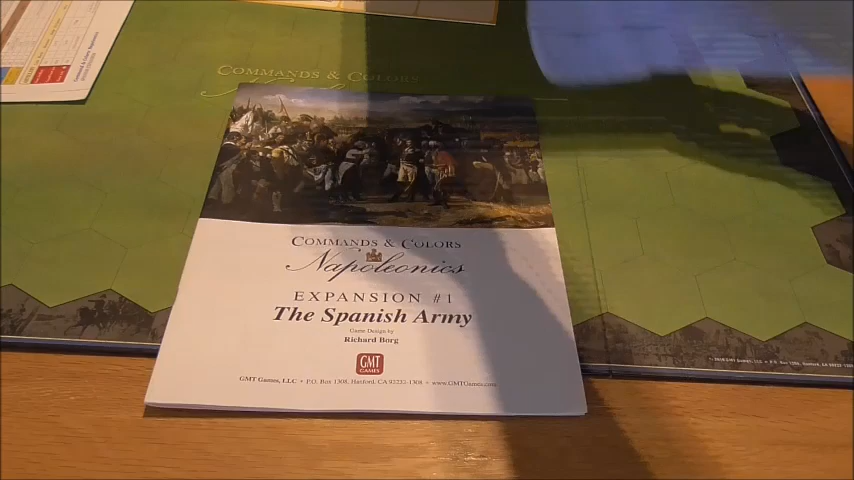 COMMANDS & COLORS
COMMANDS & COLORS
Napoleonics
EXPANSION #1
The Spanish Army
Game Design by
Richard Borg
GMT
GAMES
GMT Games, LLC • P.O. Box 1308, Hanford, CA 93232-1308 • www.GMTGames.com